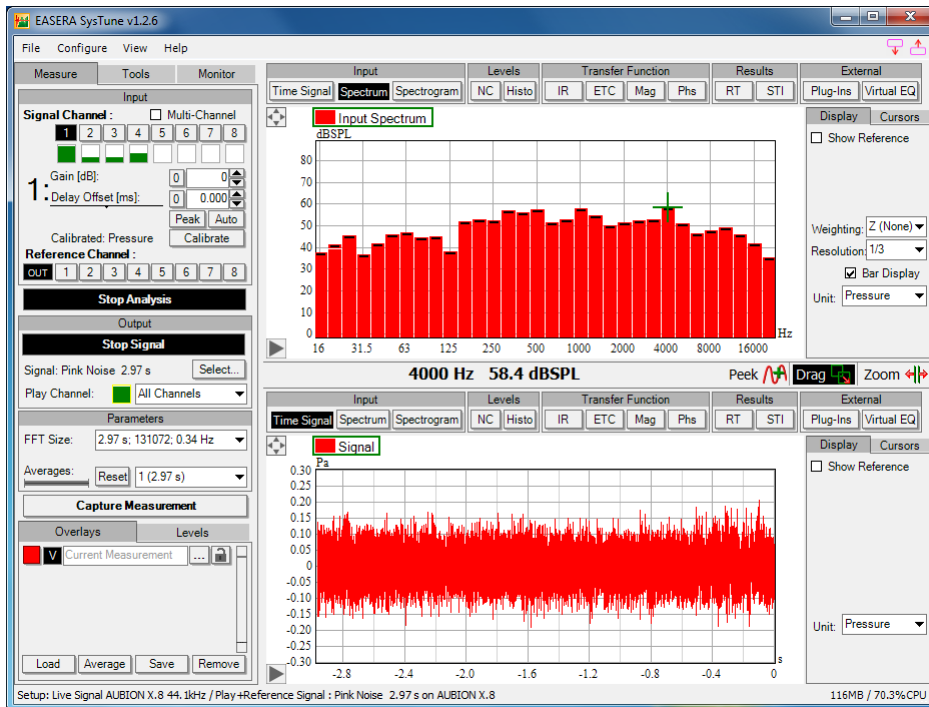 EASERA SysTune v1.2.6
File Configure View Help
Measure Tools Monitor
Input
Signal Channel : Multi-Channel
1 2 3 4 5 6 7 8
1:
Gain [dB]: 0 0
Delay Offset [ms]: 0 0.000
Peak Auto
Calibrated: Pressure Calibrate
Reference Channel :
OUT 1 2 3 4 5 6 7 8
Stop Analysis
Output
Stop Signal
Signal: Pink Noise 2.97 s Select...
Play Channel: All Channels
Parameters
FFT Size: 2.97 s; 131072; 0.34 Hz
Averages: Reset 1 (2.97 s)
Capture Measurement
Overlays Levels
V Current Measurement ...
Load Average Save Remove
Input Levels Transfer Function Results External
Time Signal Spectrum Spectrogram NC Histo IR ETC Mag Phs RT STI Plug-Ins Virtual EQ
Input Spectrum
dBSPL
80
70
60
50
40
30
20
10
0
Hz
16 31.5 63 125 250 500 1000 2000 4000 8000 16000
Display Cursors
Show Reference
Weighting: Z (None)
Resolution: 1/3
Bar Display
Unit: Pressure
4000 Hz 58.4 dBSPL Peek Drag Zoom
Input Levels Transfer Function Results External
Time Signal Spectrum Spectrogram NC Histo IR ETC Mag Phs RT STI Plug-Ins Virtual EQ
Signal
Pa
0.30
0.25
0.20
0.15
0.10
0.05
0
-0.05
-0.10
-0.15
-0.20
-0.25
-0.30
s
-2.8 -2.4 -2.0 -1.6 -1.2 -0.8 -0.4 0
Display Cursors
Show Reference
Unit: Pressure
Setup: Live Signal AUBION X.8 44.1kHz / Play+Reference Signal : Pink Noise 2.97 s on AUBION X.8 116MB / 70.3%CPU